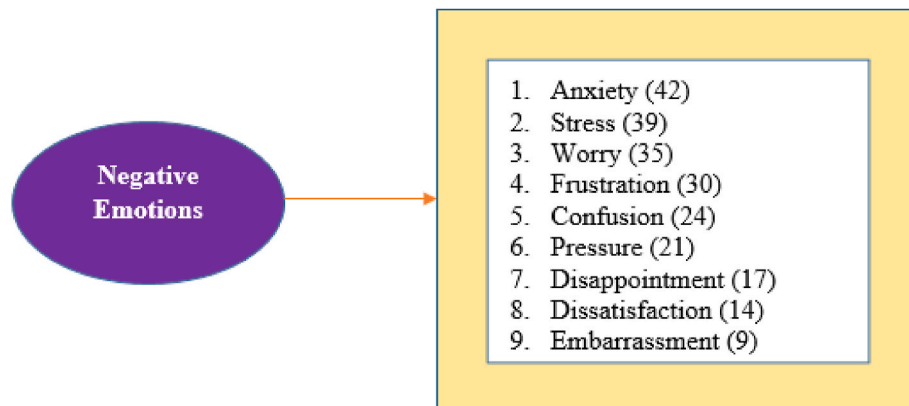 Negative
Emotions
1. Anxiety (42)
2. Stress (39)
3. Worry (35)
4. Frustration (30)
5. Confusion (24)
6. Pressure (21)
7. Disappointment (17)
8. Dissatisfaction (14)
9. Embarrassment (9)